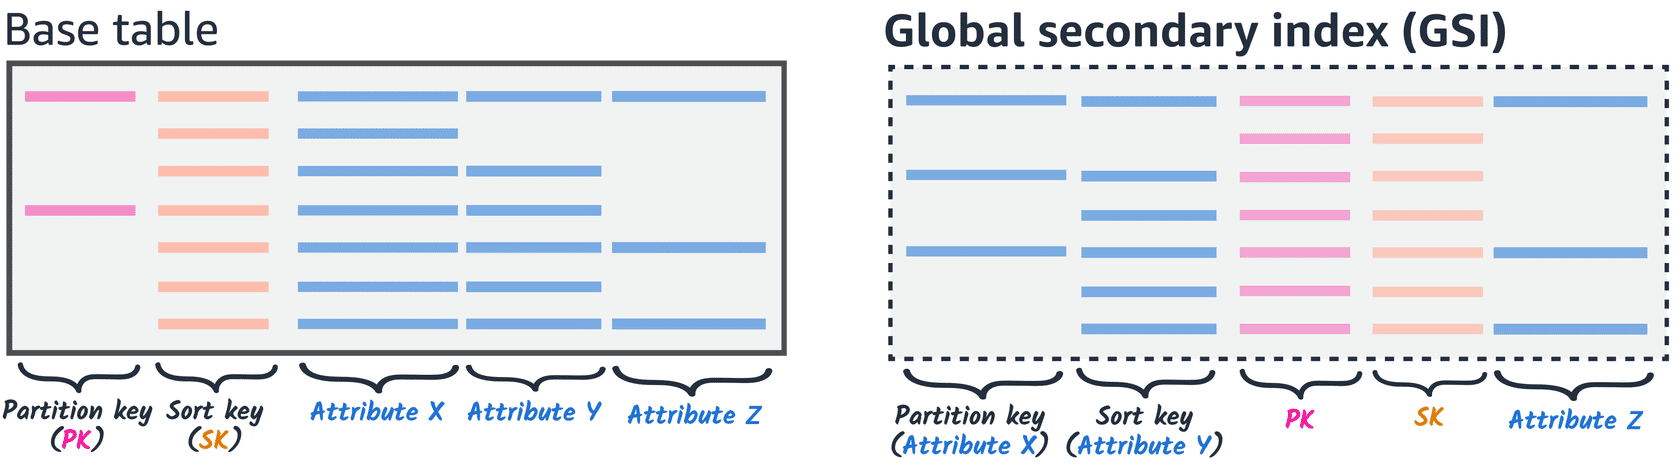 Base table
Partition key
(PK)
Sort key
(SK)
Attribute X
Attribute Y
Attribute Z
Global secondary index (GSI)
Partition key
(Attribute X)
Sort key
(Attribute Y)
PK
SK
Attribute Z